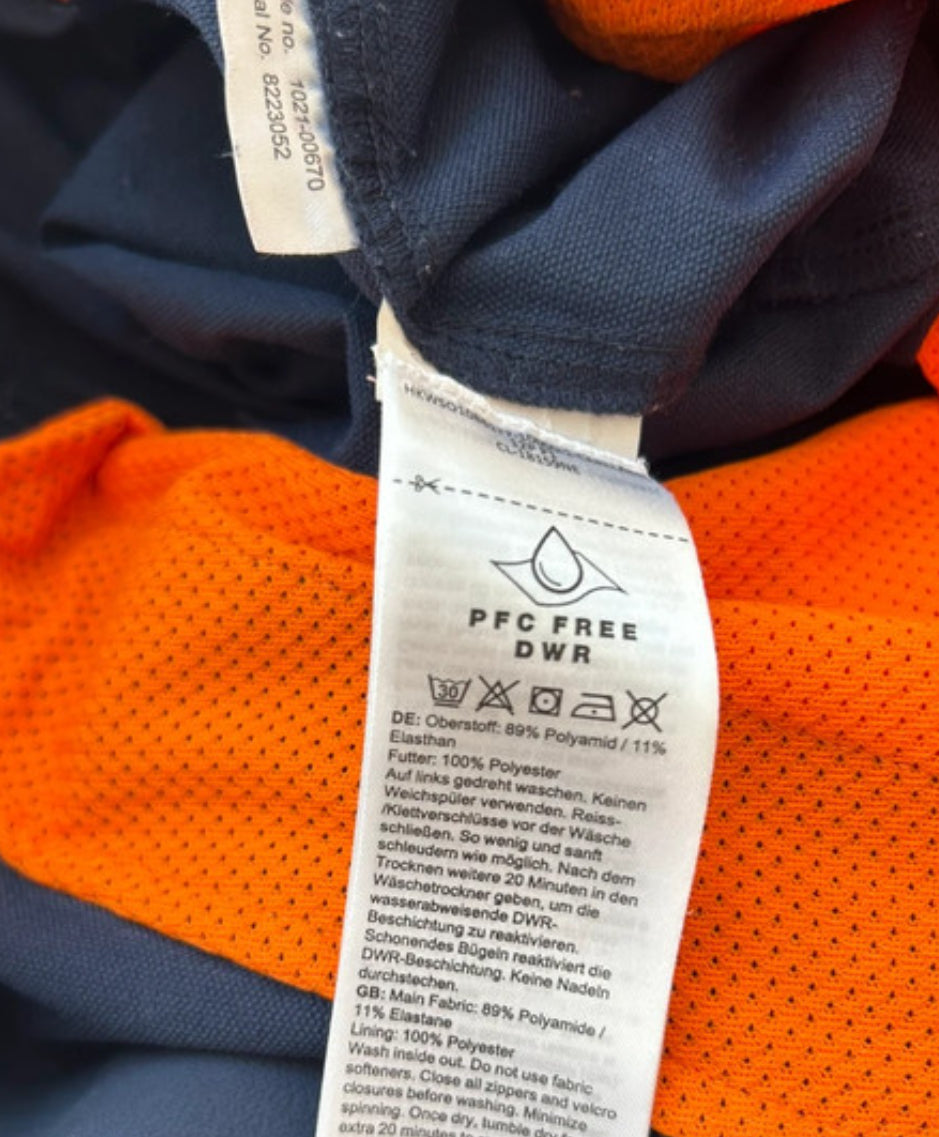 e no. 1021-00670
al No. 8223052
PFC FREE
DWR
30
DE: Oberstoff: 89% Polyamid / 11%
Elasthan
Futter: 100% Polyester
Auf links gedreht waschen. Keinen
Weichspüler verwenden. Reiss-
/Klettverschlüsse vor der Wäsche
schließen. So wenig und sanft
schleudern wie möglich. Nach dem
Trocknen weitere 20 Minuten in den
Wäschetrockner geben, um die
wasserabweisende DWR-
Beschichtung zu reaktivieren.
Schonendes Bügeln reaktiviert die
DWR-Beschichtung. Keine Nadeln
durchstechen.
GB: Main Fabric: 89% Polyamide /
11% Elastane
Lining: 100% Polyester
Wash inside out. Do not use fabric
softeners. Close all zippers and velcro
closures before washing. Minimize
spinning. Once dry, tumble dry
extra 20 minutes